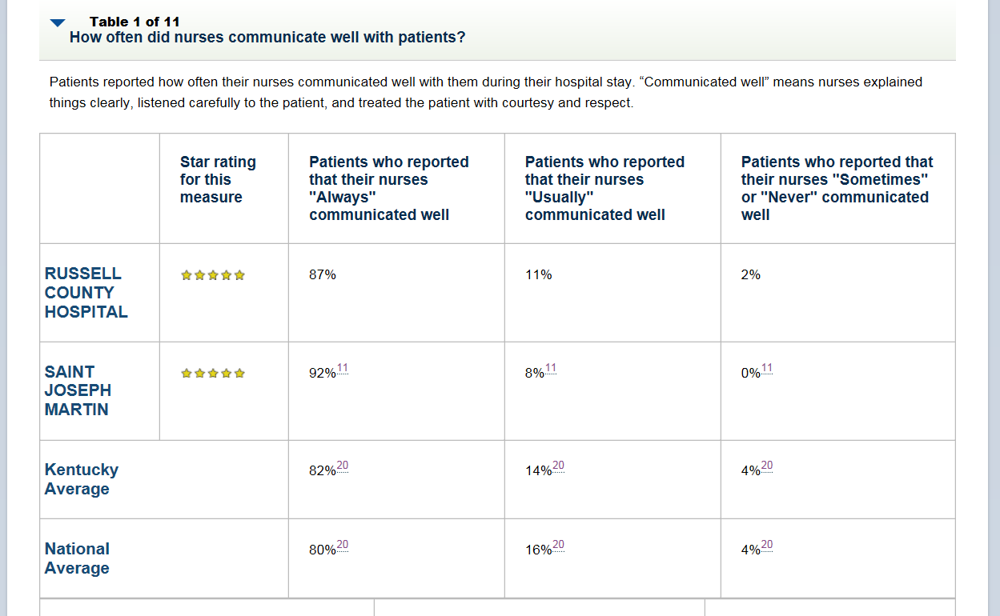 Table 1 of 11
How often did nurses communicate well with patients?
Patients reported how often their nurses communicated well with them during their hospital stay. “Communicated well” means nurses explained
things clearly, listened carefully to the patient, and treated the patient with courtesy and respect.
Star rating
for this
measure
Patients who reported
that their nurses
"Always"
communicated well
Patients who reported
that their nurses
"Usually"
communicated well
Patients who reported that
their nurses "Sometimes"
or "Never" communicated
well
RUSSELL
COUNTY
HOSPITAL
87%
11%
2%
SAINT
JOSEPH
MARTIN
92%11
8%11
0%11
Kentucky
Average
82%20
14%20
4%20
National
Average
80%20
16%20
4%20